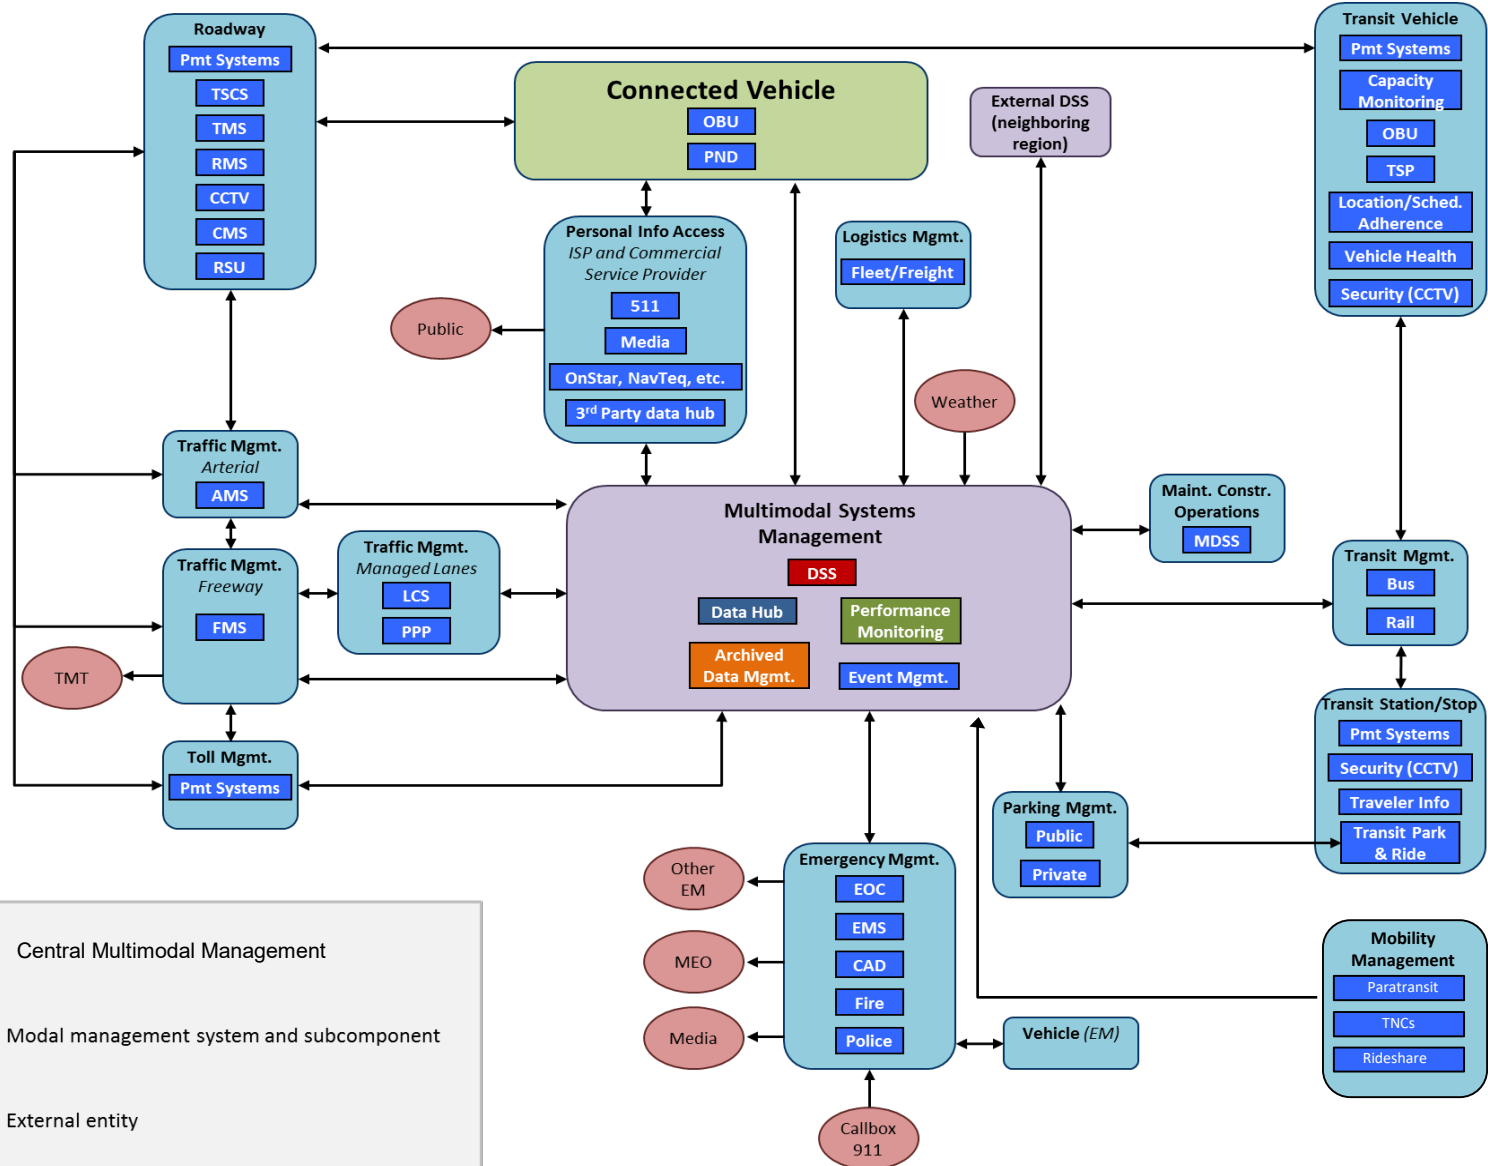 Roadway
Pmt Systems
TSCS
TMS
RMS
CCTV
CMS
RSU
Connected Vehicle
OBU
PND
External DSS
(neighboring
region)
Transit Vehicle
Pmt Systems
Capacity
Monitoring
OBU
TSP
Location/Sched.
Adherence
Vehicle Health
Security (CCTV)
Personal Info Access
ISP and Commercial
Service Provider
511
Media
OnStar, NavTeq, etc.
3rd Party data hub
Public
Logistics Mgmt.
Fleet/Freight
Weather
Traffic Mgmt.
Arterial
AMS
Traffic Mgmt.
Freeway
FMS
Traffic Mgmt.
Managed Lanes
LCS
PPP
TMT
Toll Mgmt.
Pmt Systems
Multimodal Systems
Management
DSS
Data Hub
Performance
Monitoring
Archived
Data Mgmt.
Event Mgmt.
Maint. Constr.
Operations
MDSS
Transit Mgmt.
Bus
Rail
Transit Station/Stop
Pmt Systems
Security (CCTV)
Traveler Info
Transit Park
& Ride
Parking Mgmt.
Public
Private
Emergency Mgmt.
EOC
EMS
CAD
Fire
Police
Other
EM
MEO
Media
Callbox
911
Vehicle (EM)
Mobility
Management
Paratransit
TNCs
Rideshare
Central Multimodal Management
Modal management system and subcomponent
External entity